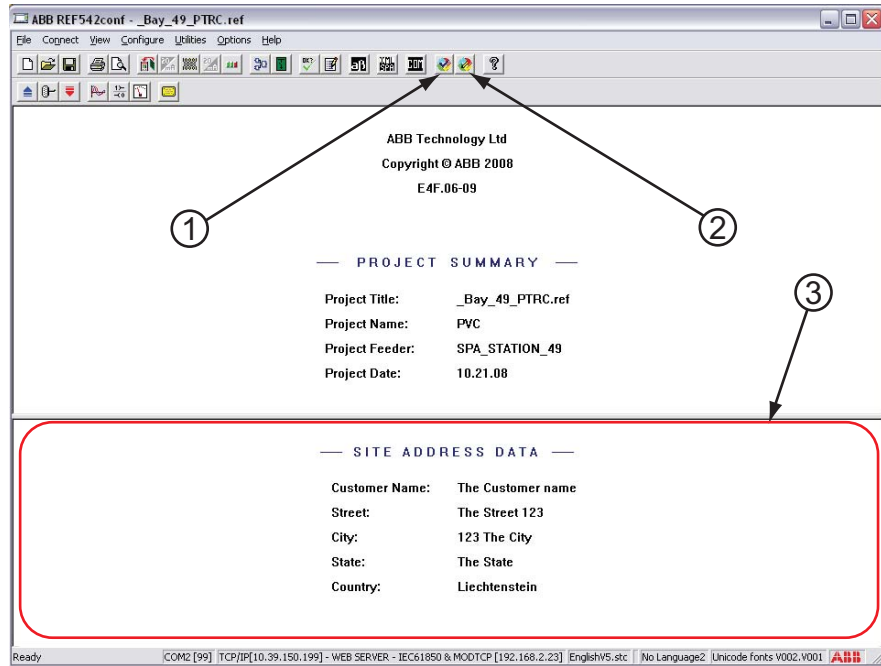 ABB REF542conf - _Bay_49_PTRC.ref
File Connect View Configure Utilities Options Help
ABB Technology Ltd
Copyright © ABB 2008
E4F.06-09
1
2
PROJECT SUMMARY
3
Project Title: _Bay_49_PTRC.ref
Project Name: PVC
Project Feeder: SPA_STATION_49
Project Date: 10.21.08
SITE ADDRESS DATA
Customer Name: The Customer name
Street: The Street 123
City: 123 The City
State: The State
Country: Liechtenstein
Ready COM2 [99] TCP/IP[10.39.150.199] - WEB SERVER - IEC61850 & MODTCP [192.168.2.23] EnglishV5.stc No Language2 Unicode fonts V002.V001 ABB